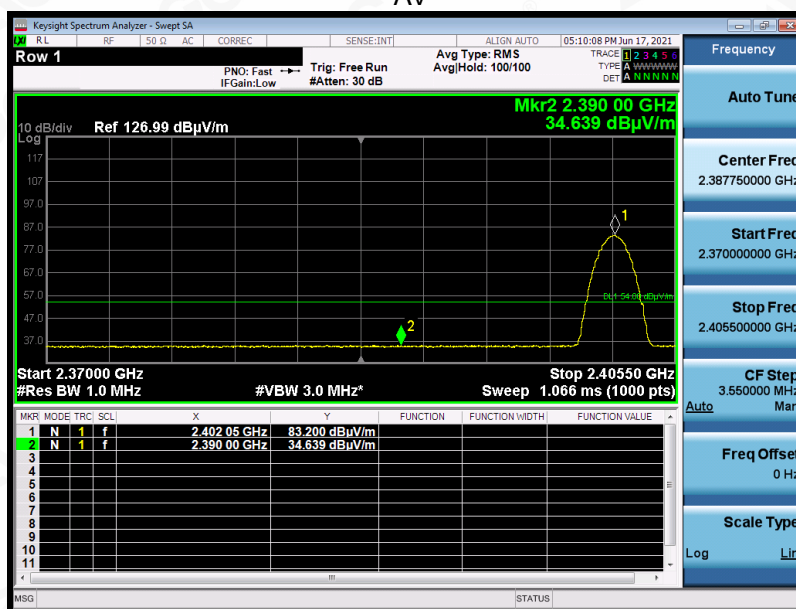 AV
Keysight Spectrum Analyzer - Swept SA
LXI RL RF 50 Ω AC CORREC SENSE:INT ALIGN AUTO 05:10:08 PM Jun 17, 2021
Row 1
PNO: Fast
IFGain:Low
Trig: Free Run
#Atten: 30 dB
Avg Type: RMS
Avg|Hold: 100/100
TRACE 1 2 3 4 5 6
TYPE A WWWWW
DET A N N N N N
Mkr2 2.390 00 GHz
34.639 dBµV/m
10 dB/div Ref 126.99 dBµV/m
Log
117
107
97.0
87.0
77.0
67.0
57.0
47.0
37.0
1
2
DL1 54.00 dBµV/m
Start 2.37000 GHz Stop 2.40550 GHz
#Res BW 1.0 MHz #VBW 3.0 MHz* Sweep 1.066 ms (1000 pts)
MKR MODE TRC SCL X Y FUNCTION FUNCTION WIDTH FUNCTION VALUE
1 N 1 f 2.402 05 GHz 83.200 dBµV/m
2 N 1 f 2.390 00 GHz 34.639 dBµV/m
3
4
5
6
7
8
9
10
11
MSG STATUS
Frequency
Auto Tune
Center Freq
2.387750000 GHz
Start Freq
2.370000000 GHz
Stop Freq
2.405500000 GHz
CF Step
3.550000 MHz
Auto Man
Freq Offset
0 Hz
Scale Type
Log Lin